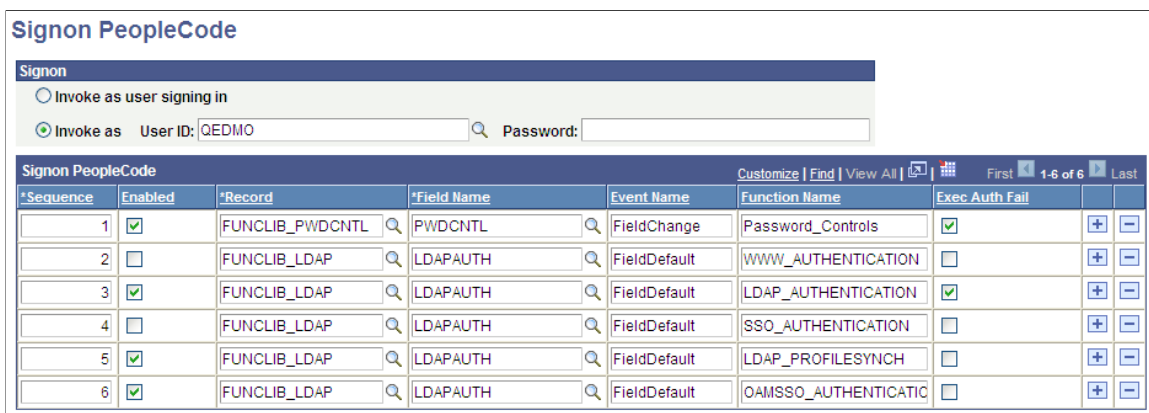 Signon PeopleCode
Signon
Invoke as user signing in
Invoke as User ID: QEDMO Password:
Signon PeopleCode Customize | Find | View All | | First 1-6 of 6 Last
*Sequence Enabled *Record *Field Name Event Name Function Name Exec Auth Fail
1 FUNCLIB_PWDCNTL PWDCNTL FieldChange Password_Controls
2 FUNCLIB_LDAP LDAPAUTH FieldDefault WWW_AUTHENTICATION
3 FUNCLIB_LDAP LDAPAUTH FieldDefault LDAP_AUTHENTICATION
4 FUNCLIB_LDAP LDAPAUTH FieldDefault SSO_AUTHENTICATION
5 FUNCLIB_LDAP LDAPAUTH FieldDefault LDAP_PROFILESYNCH
6 FUNCLIB_LDAP LDAPAUTH FieldDefault OAMSSO_AUTHENTICATIO